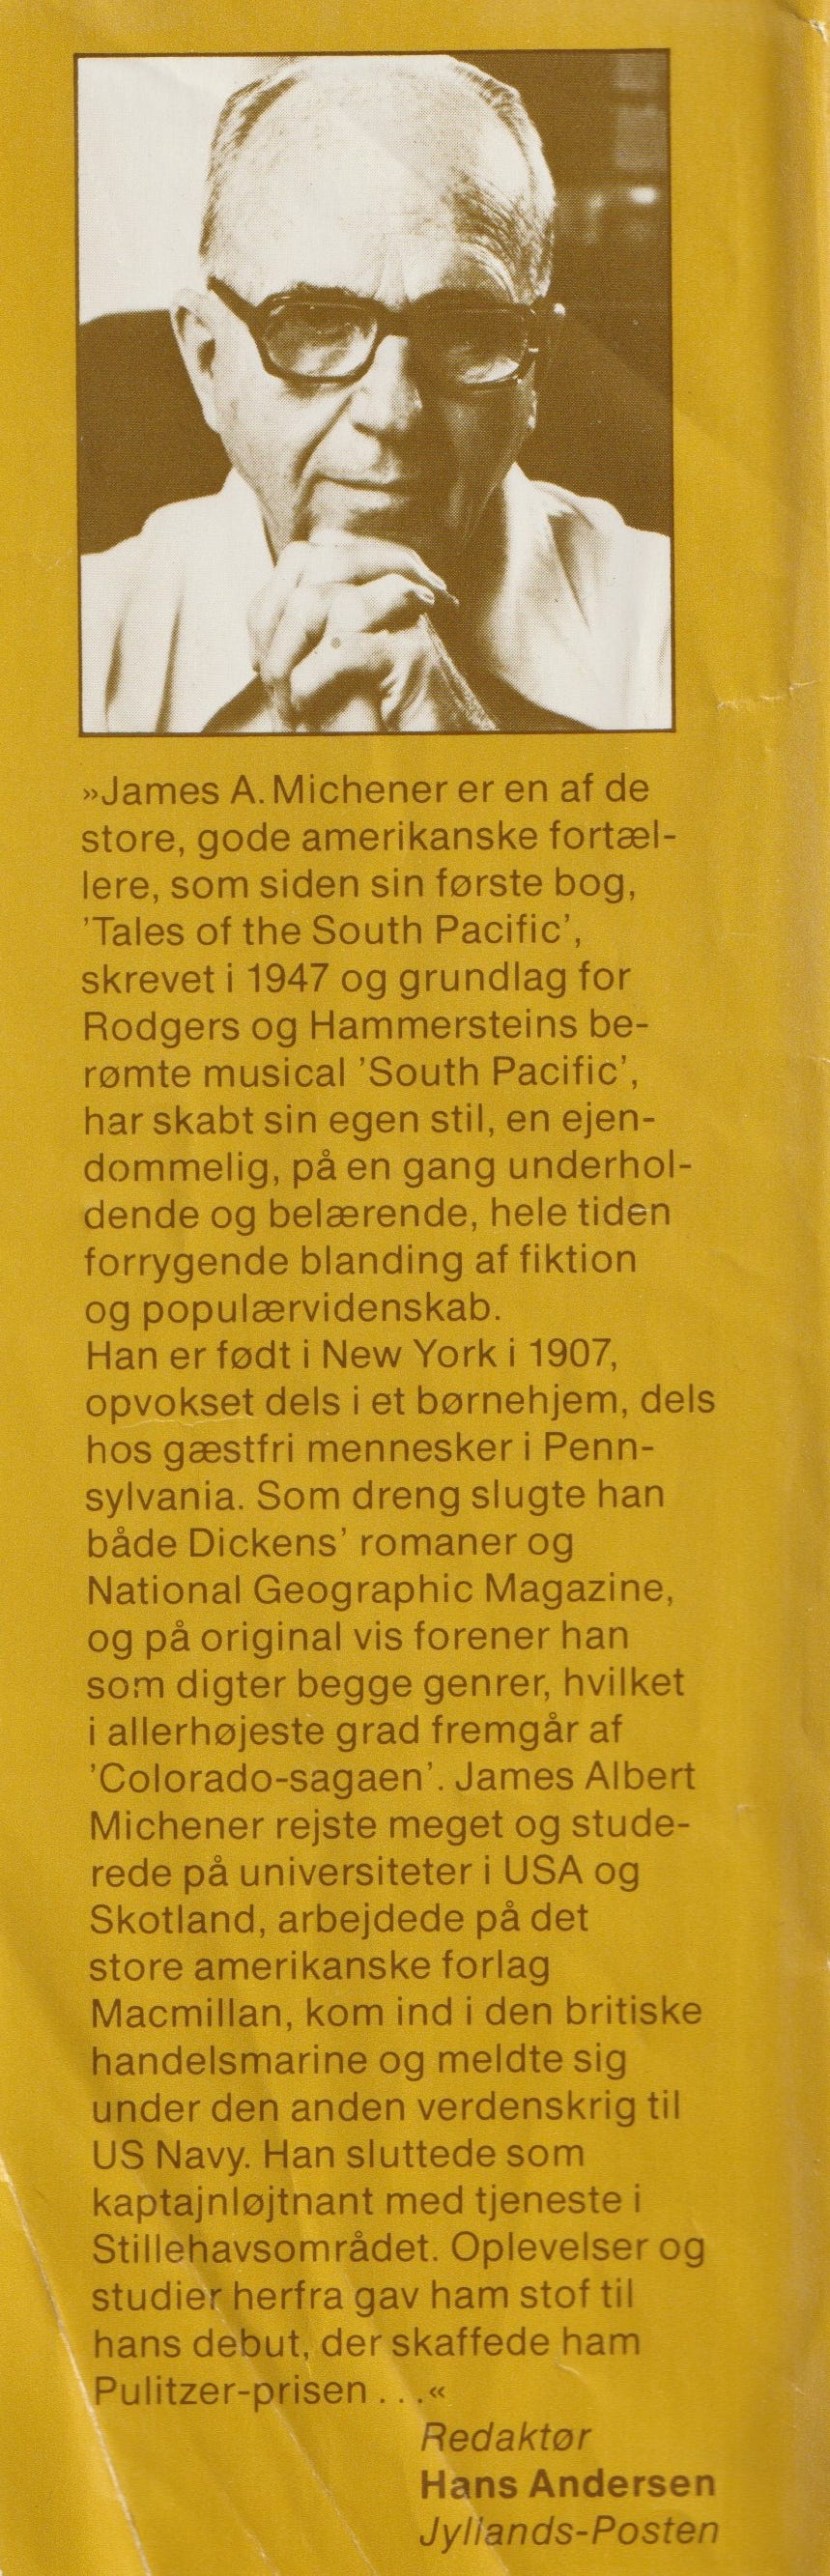 »James A. Michener er en af de
store, gode amerikanske fortæl-
lere, som siden sin første bog,
'Tales of the South Pacific',
skrevet i 1947 og grundlag for
Rodgers og Hammersteins be-
rømte musical 'South Pacific',
har skabt sin egen stil, en ejen-
dommelig, på en gang underhol-
dende og belærende, hele tiden
forrygende blanding af fiktion
og populærvidenskab.
Han er født i New York i 1907,
opvokset dels i et børnehjem, dels
hos gæstfri mennesker i Penn-
sylvania. Som dreng slugte han
både Dickens' romaner og
National Geographic Magazine,
og på original vis forener han
som digter begge genrer, hvilket
i allerhøjeste grad fremgår af
'Colorado-sagaen'. James Albert
Michener rejste meget og stude-
rede på universiteter i USA og
Skotland, arbejdede på det
store amerikanske forlag
Macmillan, kom ind i den britiske
handelsmarine og meldte sig
under den anden verdenskrig til
US Navy. Han sluttede som
kaptajnløjtnant med tjeneste i
Stillehavsområdet. Oplevelser og
studier herfra gav ham stof til
hans debut, der skaffede ham
Pulitzer-prisen ...«
Redaktør
Hans Andersen
Jyllands-Posten